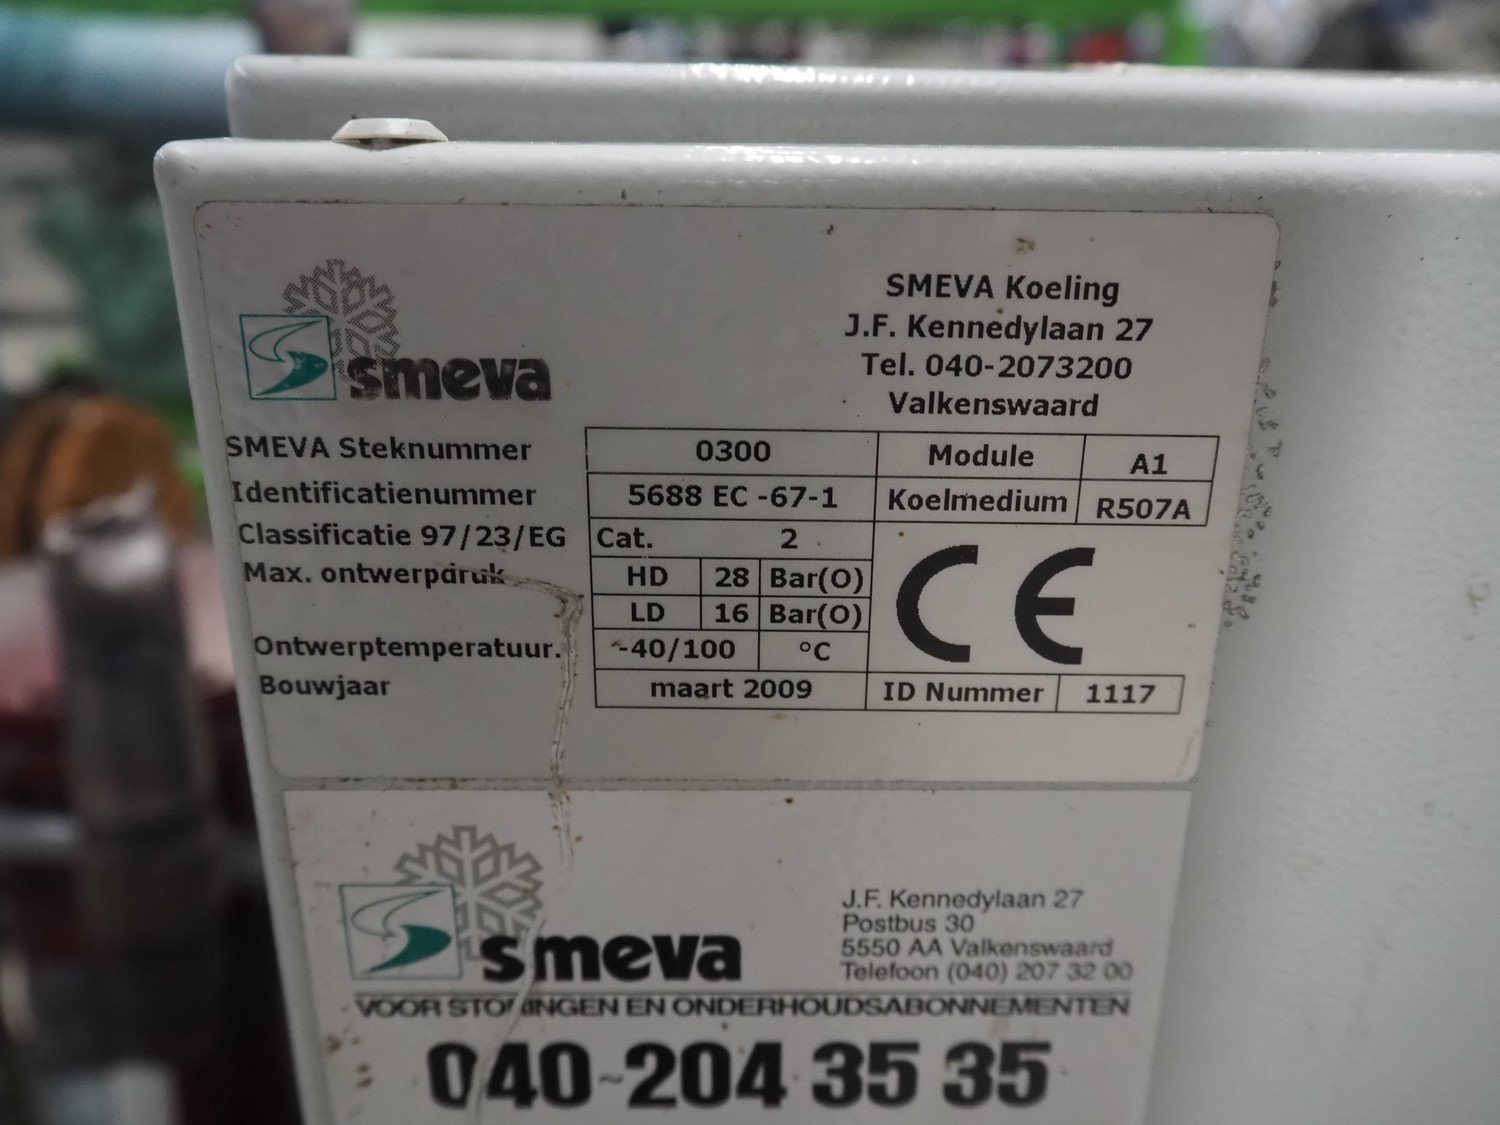 smeva
SMEVA Koeling
J.F. Kennedylaan 27
Tel. 040-2073200
Valkenswaard
SMEVA Steknummer 0300 Module A1
Identificatienummer 5688 EC -67-1 Koelmedium R507A
Classificatie 97/23/EG Cat. 2
Max. ontwerpdruk HD 28 Bar(O)
LD 16 Bar(O)
CE
Ontwerptemperatuur. -40/100 °C
Bouwjaar maart 2009 ID Nummer 1117
smeva
J.F. Kennedylaan 27
Postbus 30
5550 AA Valkenswaard
Telefoon (040) 207 32 00
VOOR STORINGEN EN ONDERHOUDSABONNEMENTEN
040-204 35 35